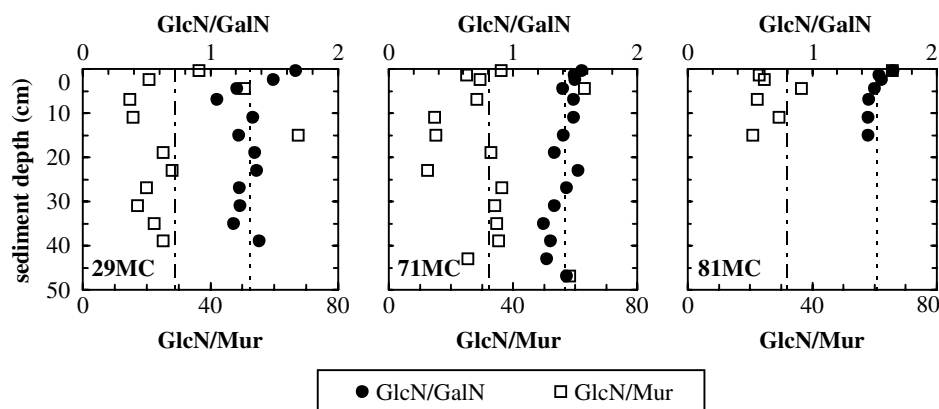 GlcN/GalN GlcN/GalN GlcN/GalN
0 1 2 0 1 2 0 1 2
sediment depth (cm)
0
10
20
30
40
50
29MC 71MC 81MC
0 40 80 0 40 80 0 40 80
GlcN/Mur GlcN/Mur GlcN/Mur
GlcN/GalN GlcN/Mur